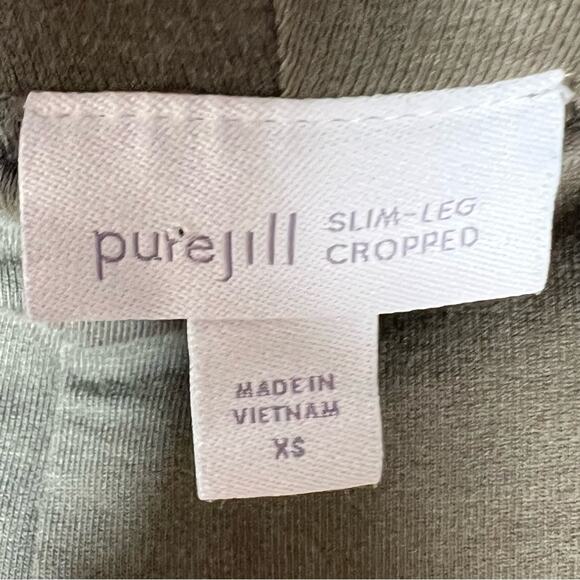 purejill
SLIM-LEG
CROPPED
MADE IN
VIETNAM
XS